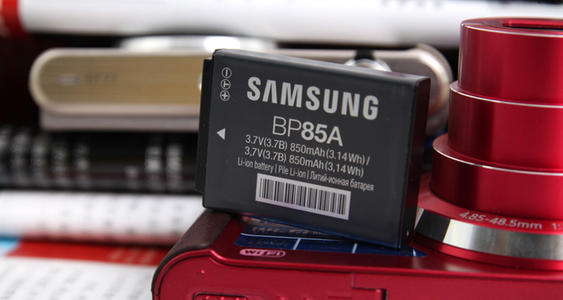 SAMSUNG
BP85A
3.7V(3.7B) 850mAh(3.14Wh)/
3,7V(3.7B) 850mAh(3,14Wh)
Li-ion battery | Pile Li-ion | Литий-ионная батарея
4.85-48.5mm
Wi Fi